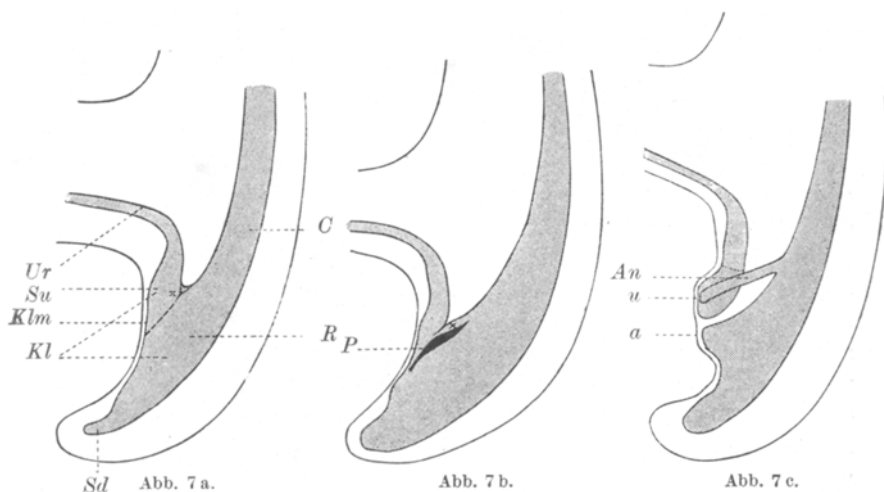 Ur
Su
Klm
Kl
Sd
C
R
P
An
u
a
Abb. 7 a.
Abb. 7 b.
Abb. 7 c.